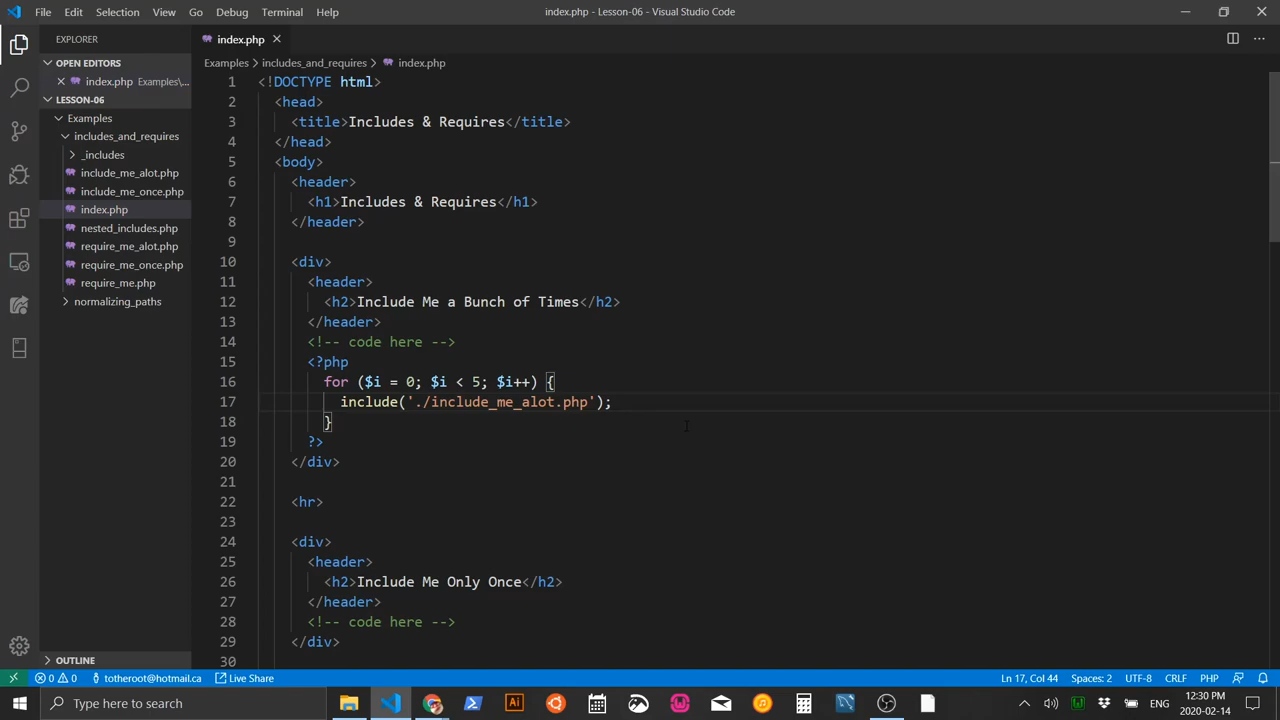 File Edit Selection View Go Debug Terminal Help
index.php - Lesson-06 - Visual Studio Code
EXPLORER
OPEN EDITORS
index.php Examples\...
LESSON-06
Examples
includes_and_requires
_includes
include_me_alot.php
include_me_once.php
index.php
nested_includes.php
require_me_alot.php
require_me_once.php
require_me.php
normalizing_paths
OUTLINE
index.php
Examples > includes_and_requires > index.php
1 <!DOCTYPE html>
2 <head>
3 <title>Includes & Requires</title>
4 </head>
5 <body>
6 <header>
7 <h1>Includes & Requires</h1>
8 </header>
9
10 <div>
11 <header>
12 <h2>Include Me a Bunch of Times</h2>
13 </header>
14 <!-- code here -->
15 <?php
16 for ($i = 0; $i < 5; $i++) {
17 include('./include_me_alot.php');
18 }
19 ?>
20 </div>
21
22 <hr>
23
24 <div>
25 <header>
26 <h2>Include Me Only Once</h2>
27 </header>
28 <!-- code here -->
29 </div>
30
0 0 totheroot@hotmail.ca Live Share
Ln 17, Col 44 Spaces: 2 UTF-8 CRLF PHP
Type here to search
Ai
ENG
12:30 PM
2020-02-14